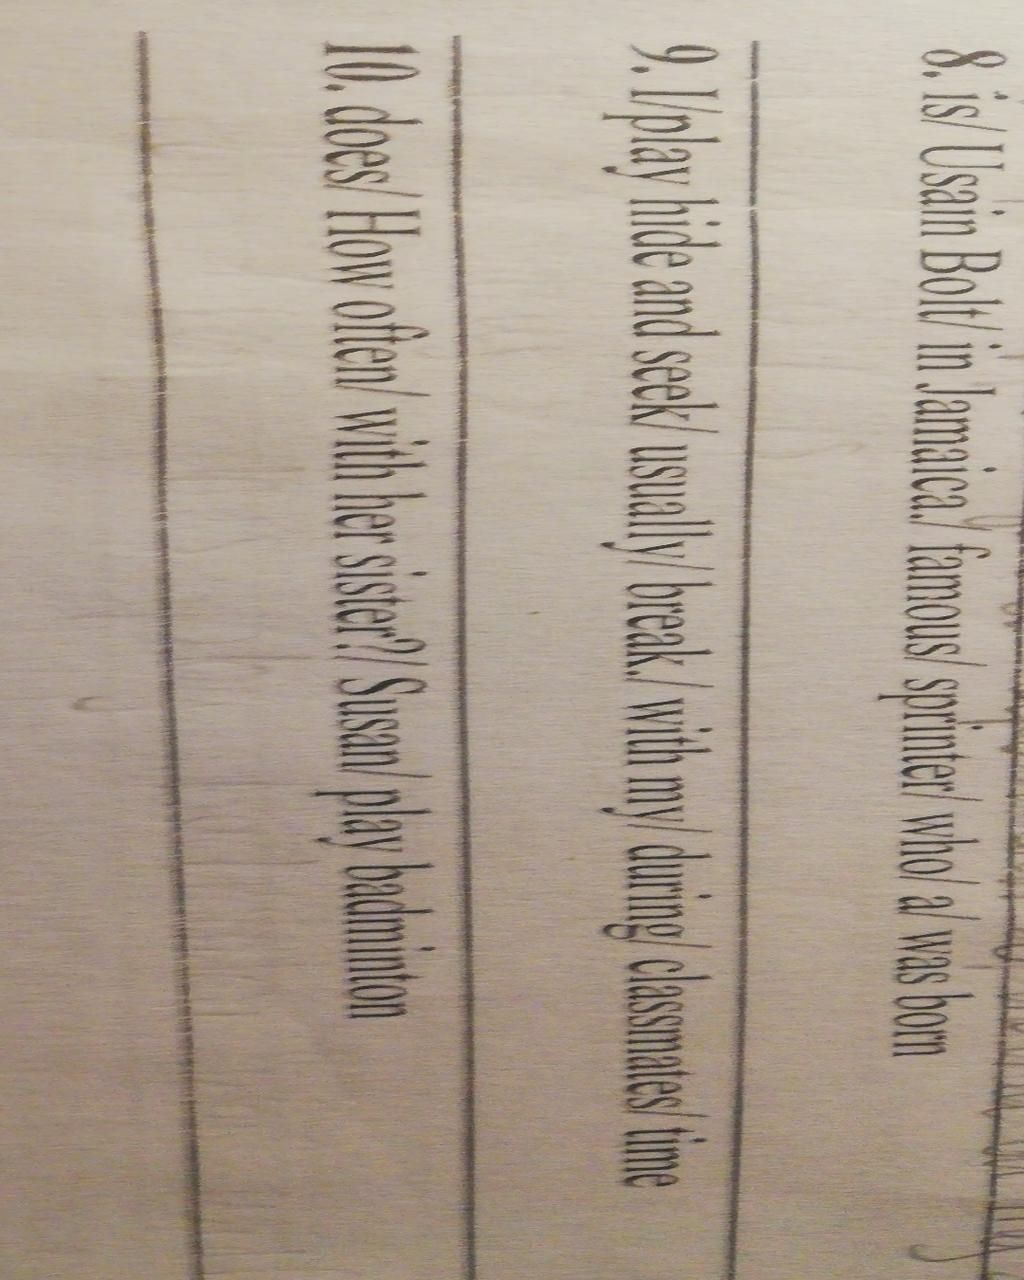 8. is/ Usain Bolt/ in Jamaica./ famous/ sprinter/ who/ a/ was born
9. I/play hide and seek/ usually/ break./ with my/ during/ classmates/ time
10. does/ How often/ with her sister?/ Susan/ play badminton